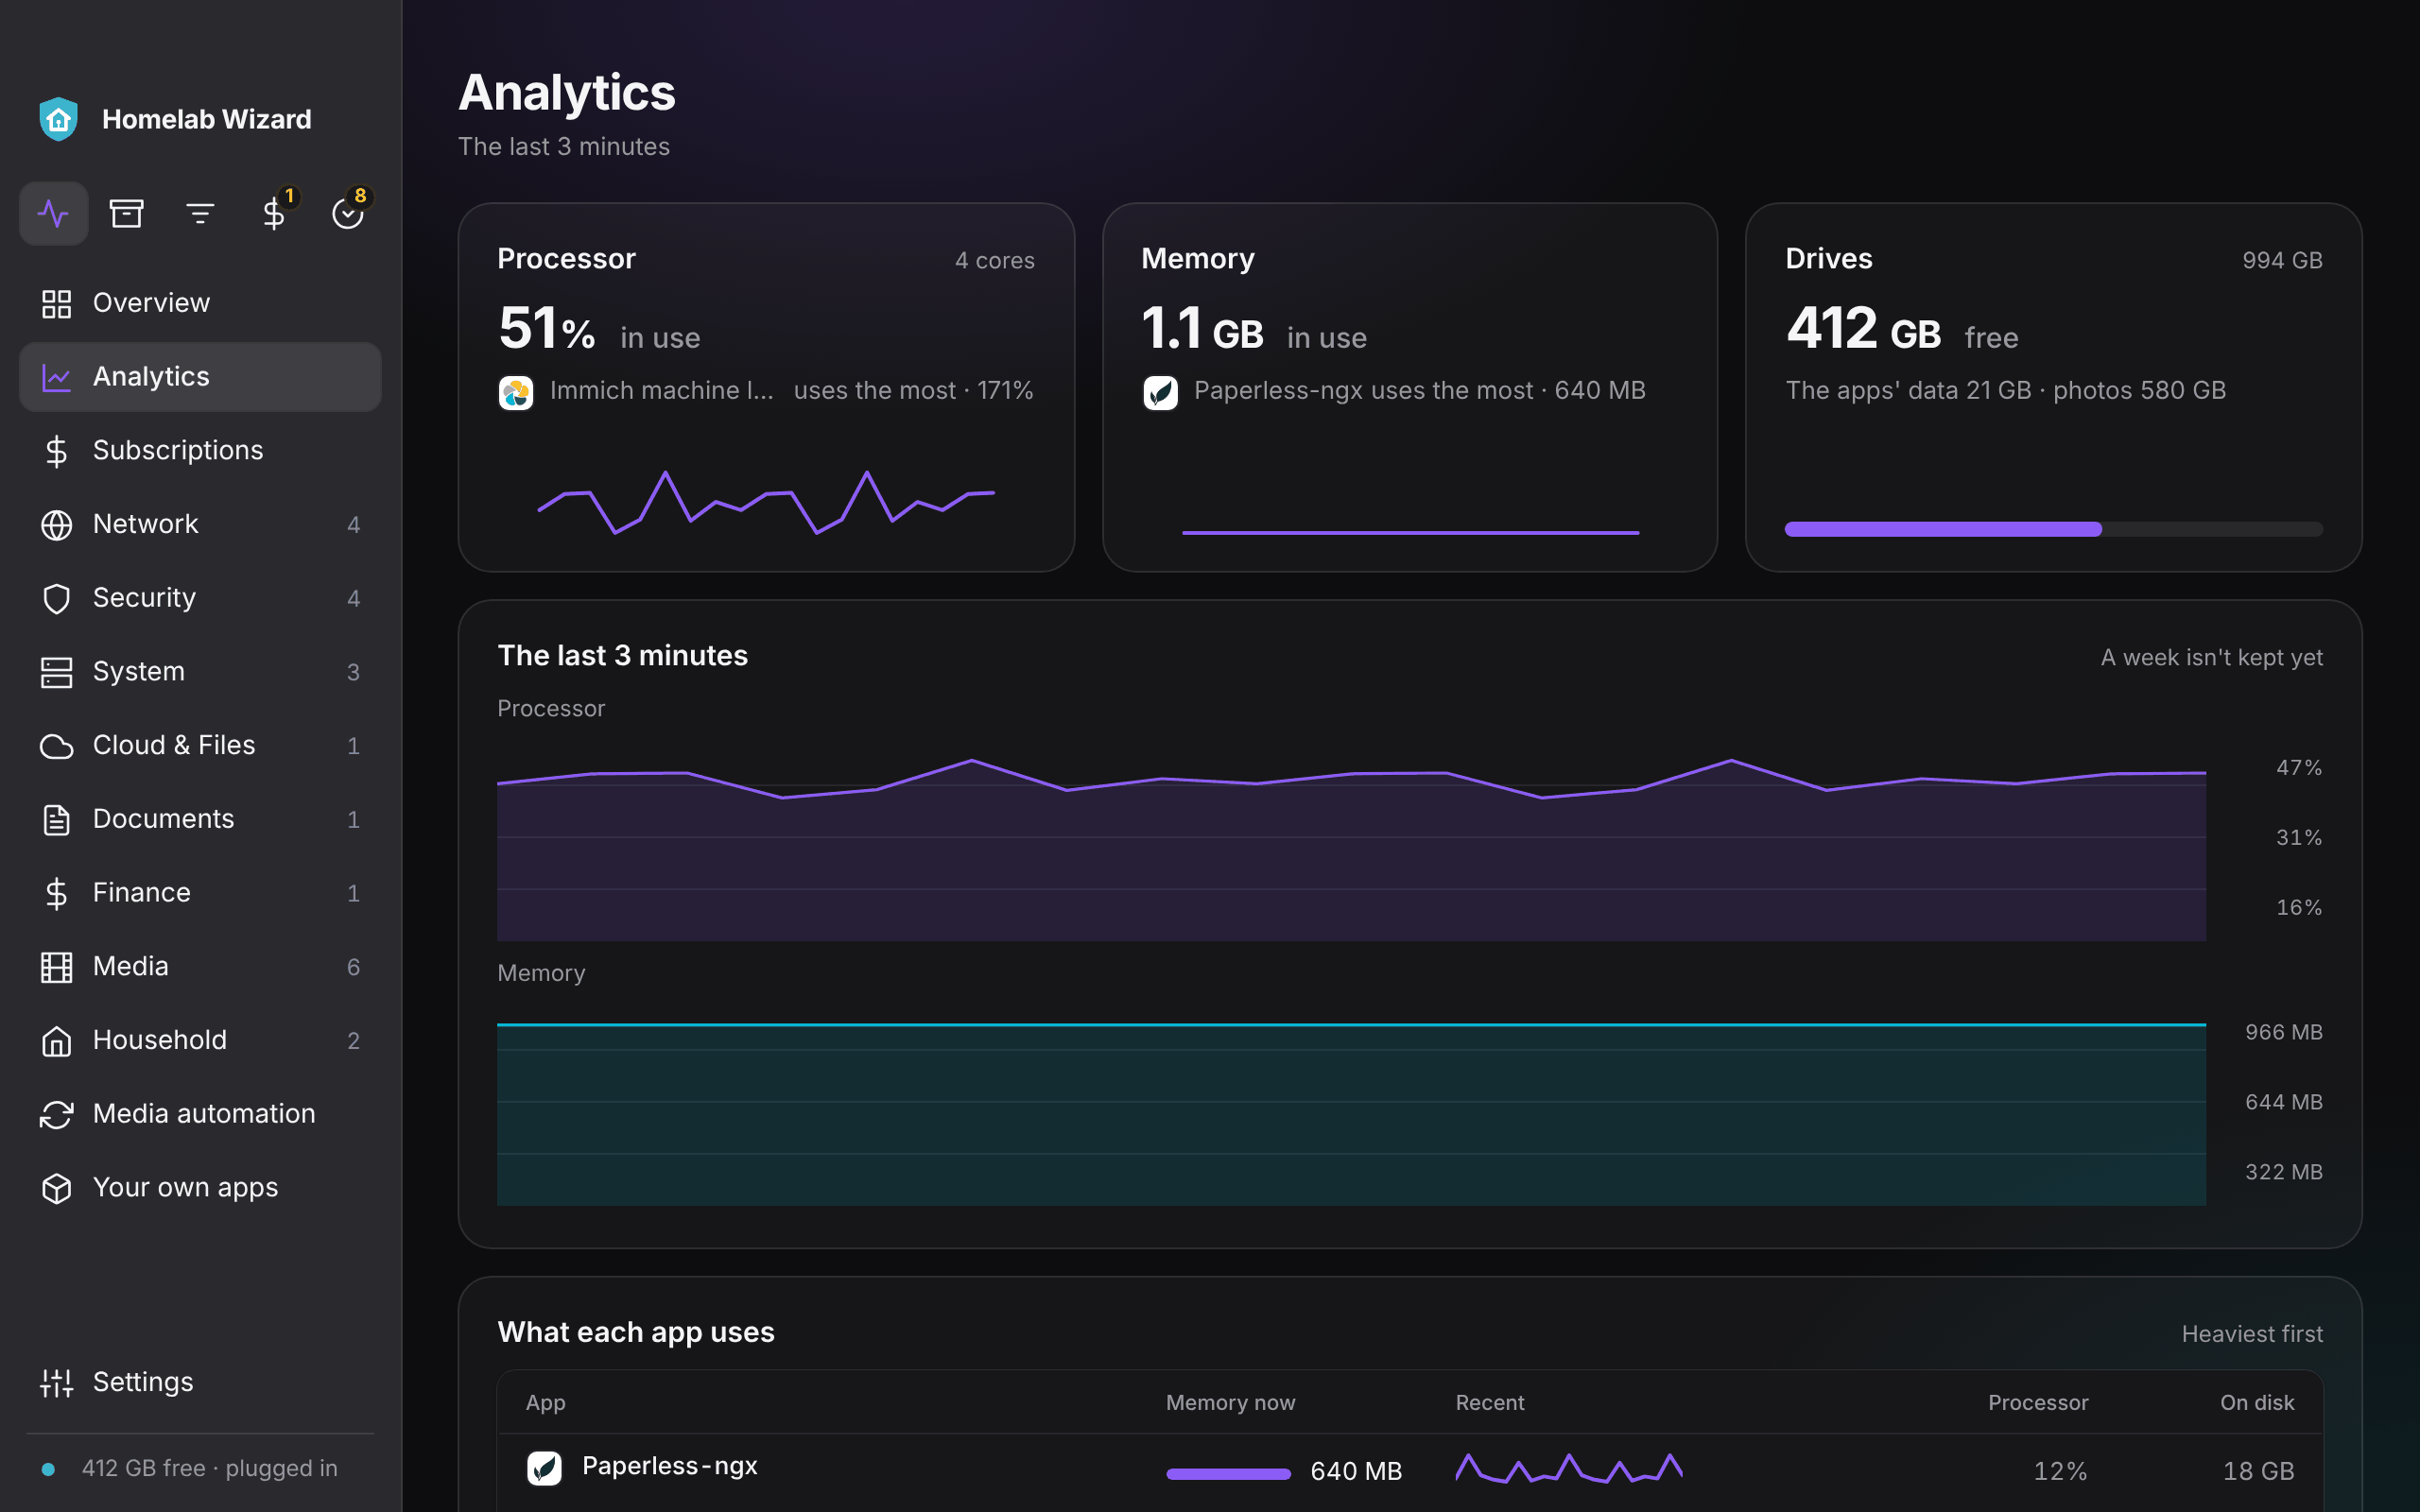 Homelab Wizard
1
8
Overview
Analytics
Subscriptions
Network 4
Security 4
System 3
Cloud & Files 1
Documents 1
Finance 1
Media 6
Household 2
Media automation
Your own apps
Settings
412 GB free · plugged in
Analytics
The last 3 minutes
Processor 4 cores
51% in use
Immich machine l... uses the most · 171%
Memory
1.1 GB in use
Paperless-ngx uses the most · 640 MB
Drives 994 GB
412 GB free
The apps' data 21 GB · photos 580 GB
The last 3 minutes A week isn't kept yet
Processor
47%
31%
16%
Memory
966 MB
644 MB
322 MB
What each app uses Heaviest first
App Memory now Recent Processor On disk
Paperless-ngx 640 MB 12% 18 GB